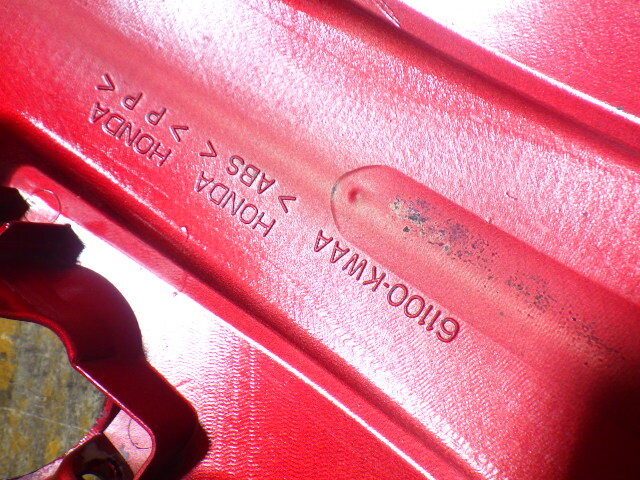 61100-KWAA
HONDA
>ABS<
HONDA
>PP<